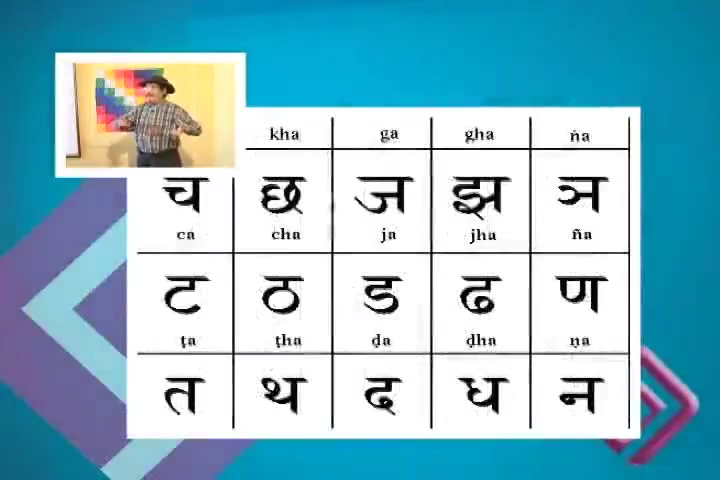 kha ga gha ṅa
च छ ज झ ञ
ca cha ja jha ña
ट ठ ड ढ ण
ṭa ṭha ḍa ḍha ṇa
त थ द ध न